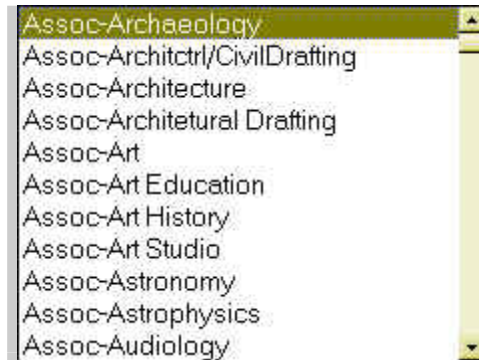 Assoc-Archaeology
Assoc-Architctrl/CivilDrafting
Assoc-Architecture
Assoc-Architetural Drafting
Assoc-Art
Assoc-Art Education
Assoc-Art History
Assoc-Art Studio
Assoc-Astronomy
Assoc-Astrophysics
Assoc-Audiology